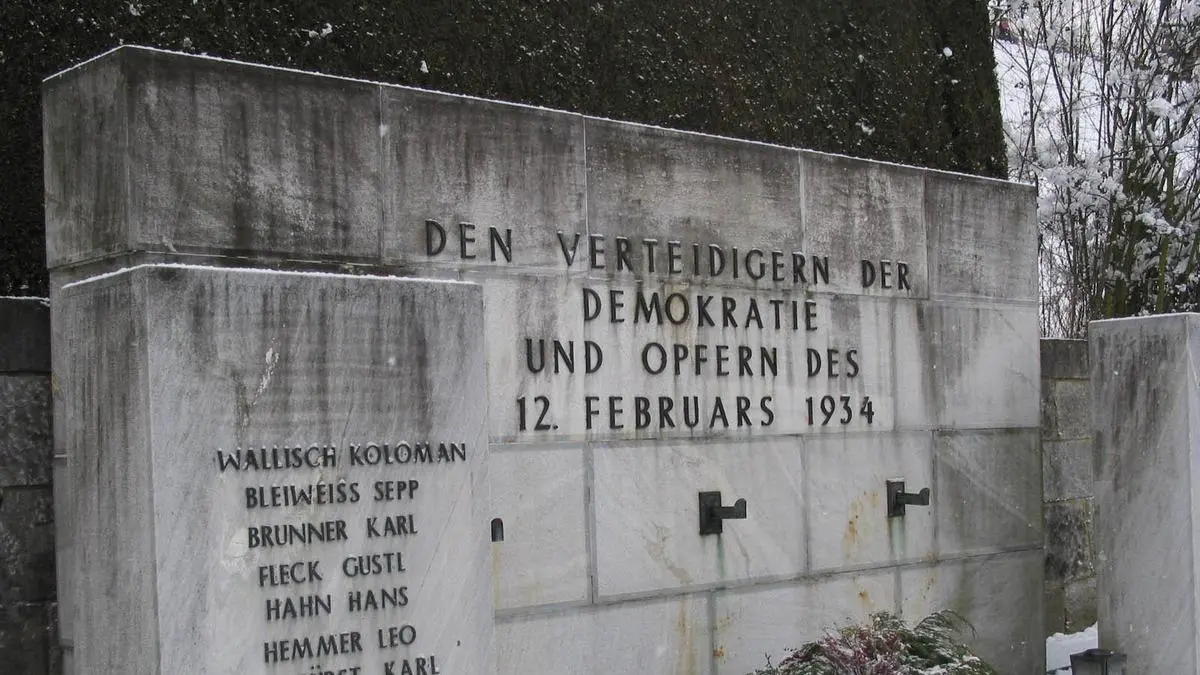 DEN VERTEIDIGERN DER
DEMOKRATIE
UND OPFERN DES
12. FEBRUARS 1934
WALLISCH KOLOMAN
BLEIWEISS SEPP
BRUNNER KARL
FLECK GUSTL
HAHN HANS
HEMMER LEO
KARL